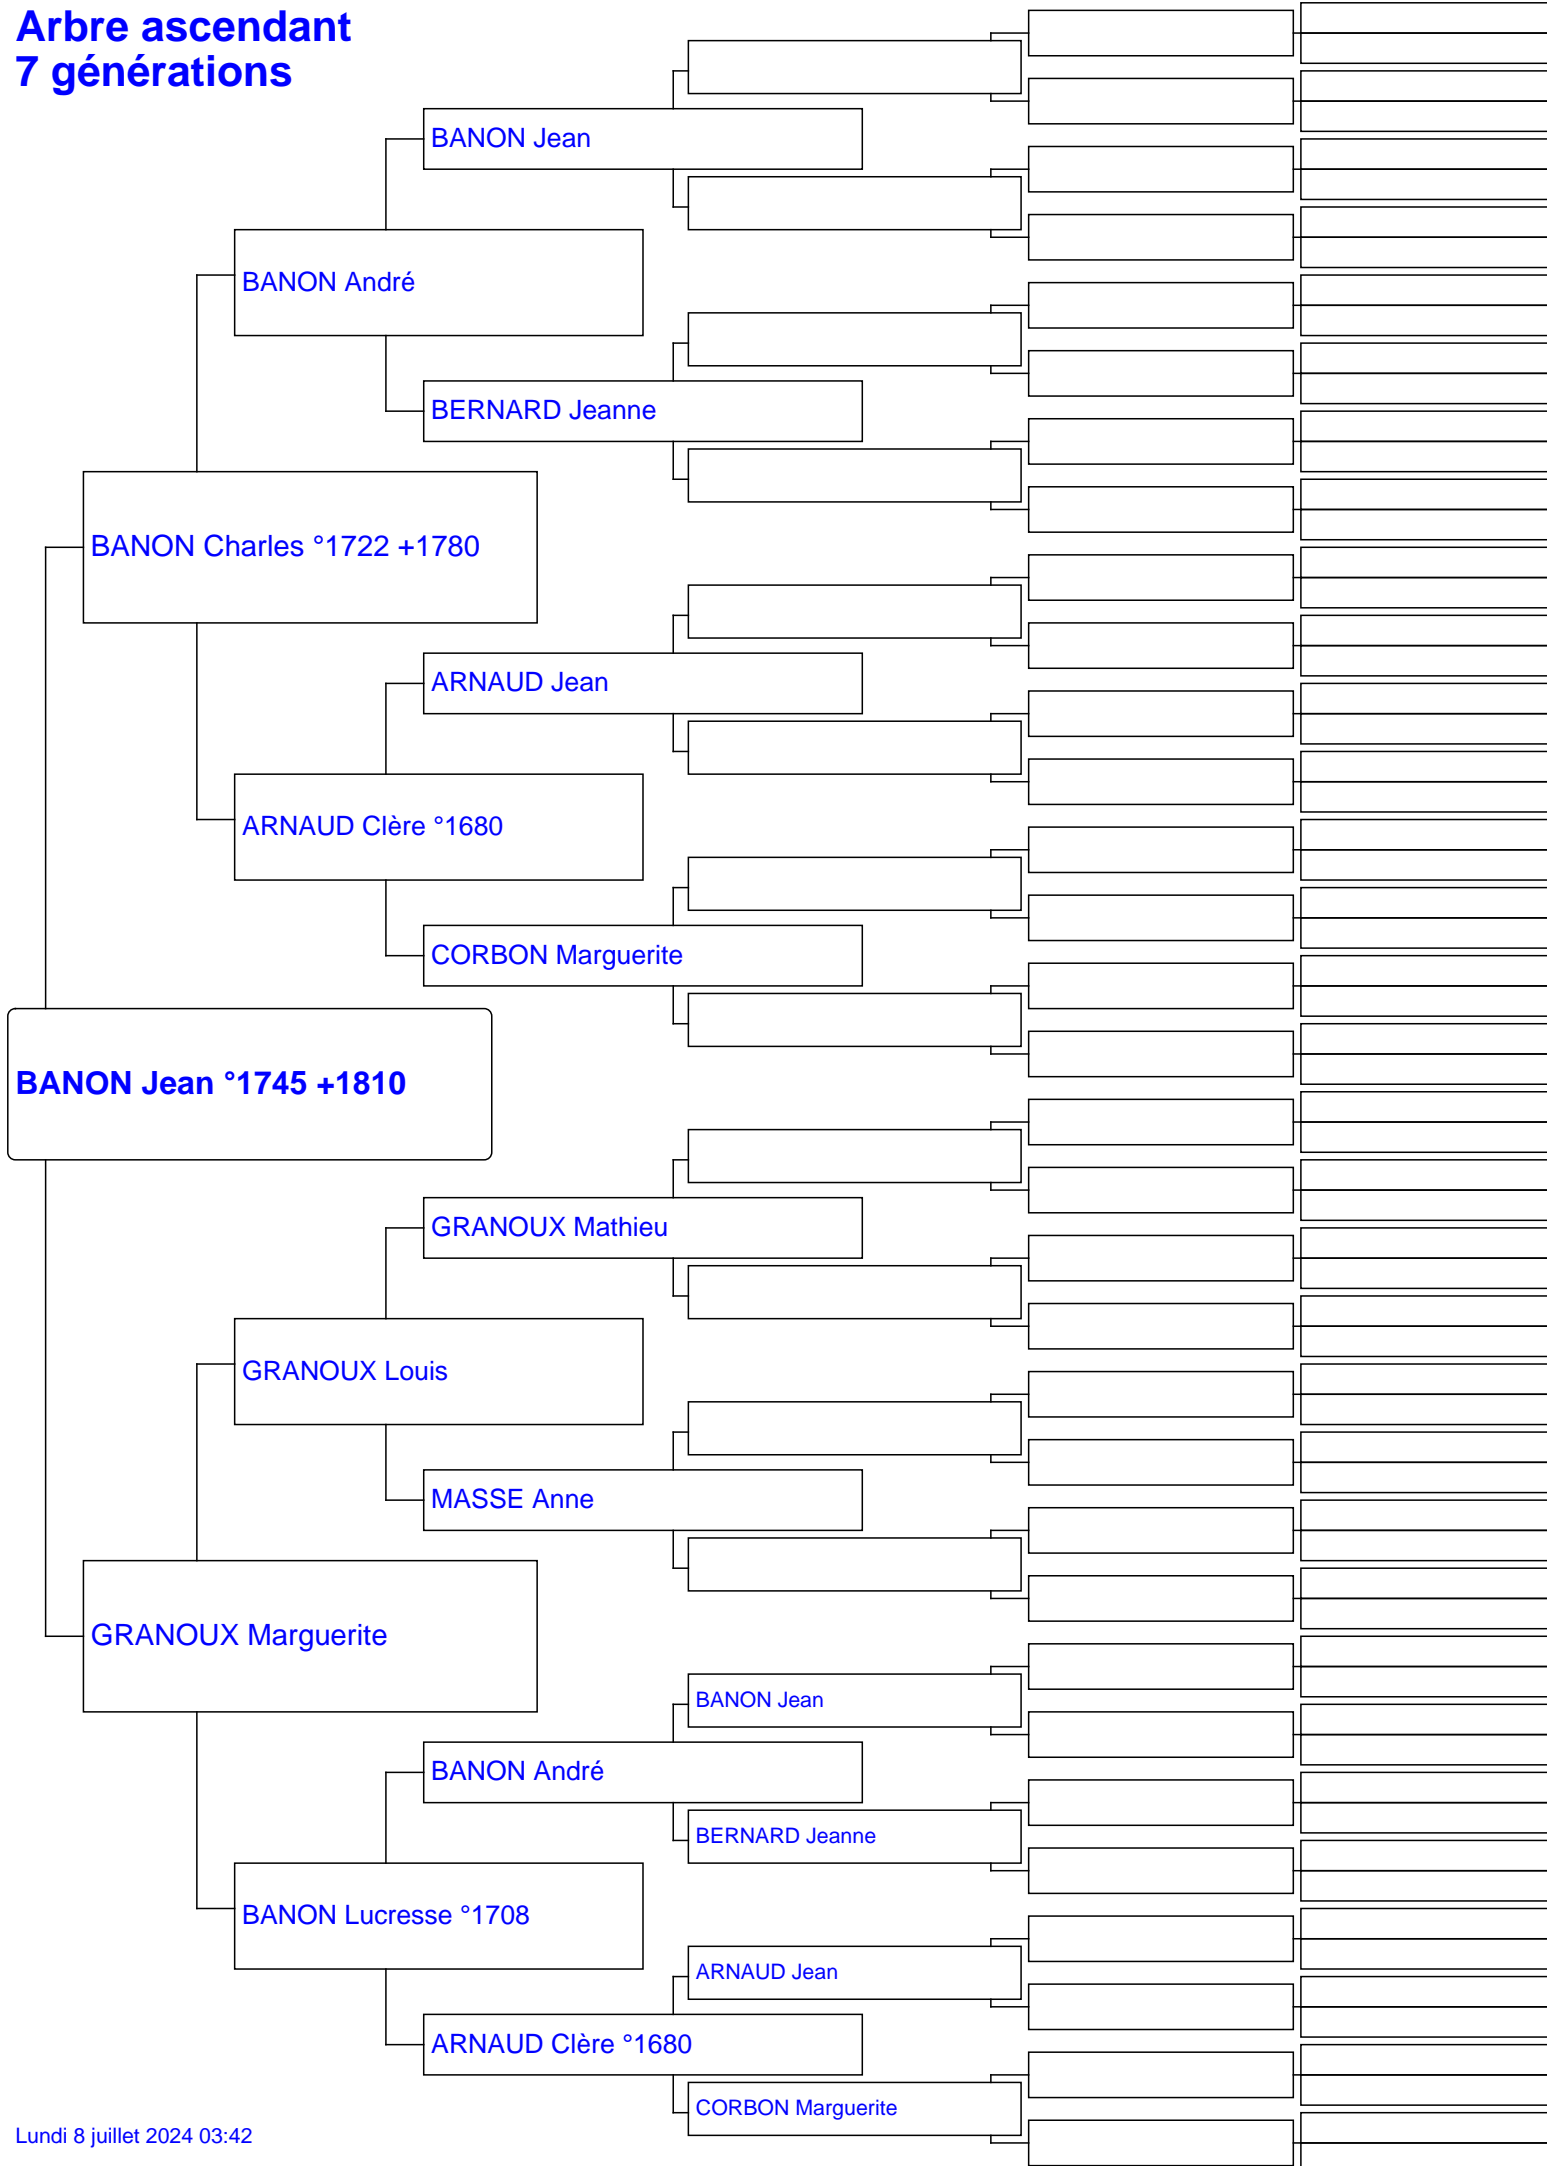 Arbre ascendant
7 générations
BANON Jean
BANON André
BERNARD Jeanne
BANON Charles °1722 +1780
ARNAUD Jean
ARNAUD Clère °1680
CORBON Marguerite
BANON Jean °1745 +1810
GRANOUX Mathieu
GRANOUX Louis
MASSE Anne
GRANOUX Marguerite
BANON Jean
BANON André
BERNARD Jeanne
BANON Lucresse °1708
ARNAUD Jean
ARNAUD Clère °1680
CORBON Marguerite
Lundi 8 juillet 2024 03:42